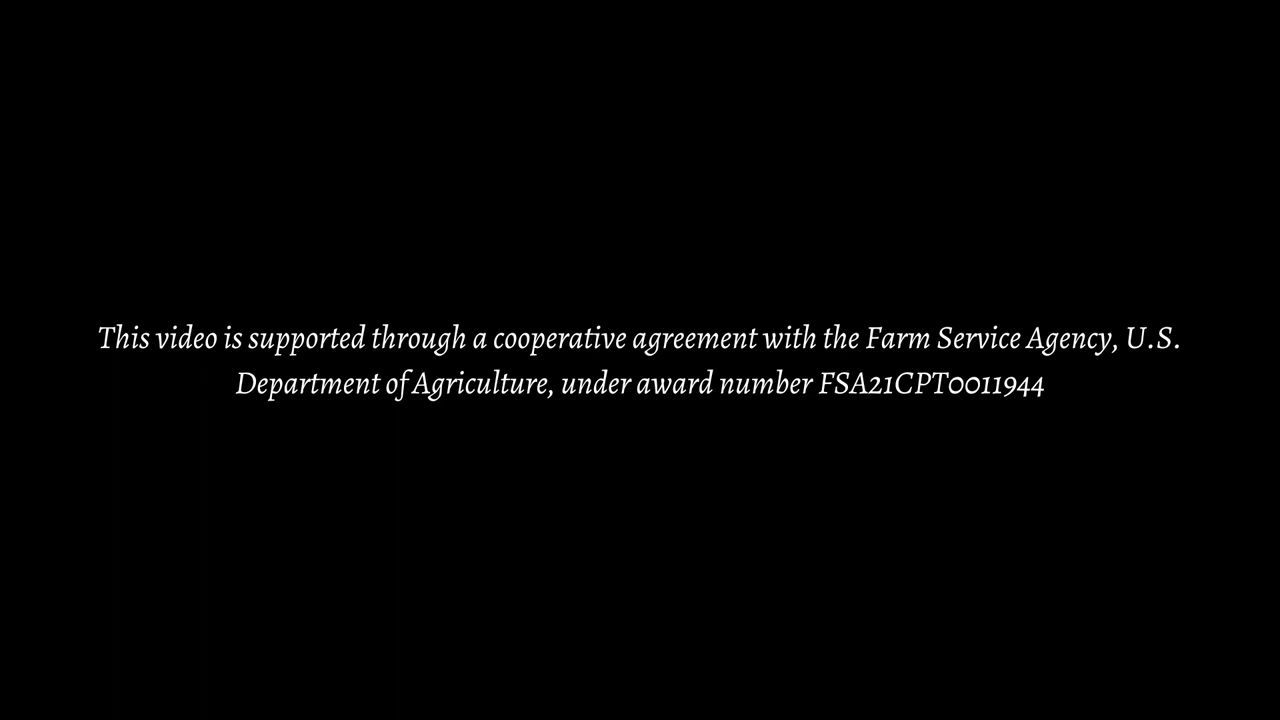 This video is supported through a cooperative agreement with the Farm Service Agency, U.S.
Department of Agriculture, under award number FSA21CPT0011944